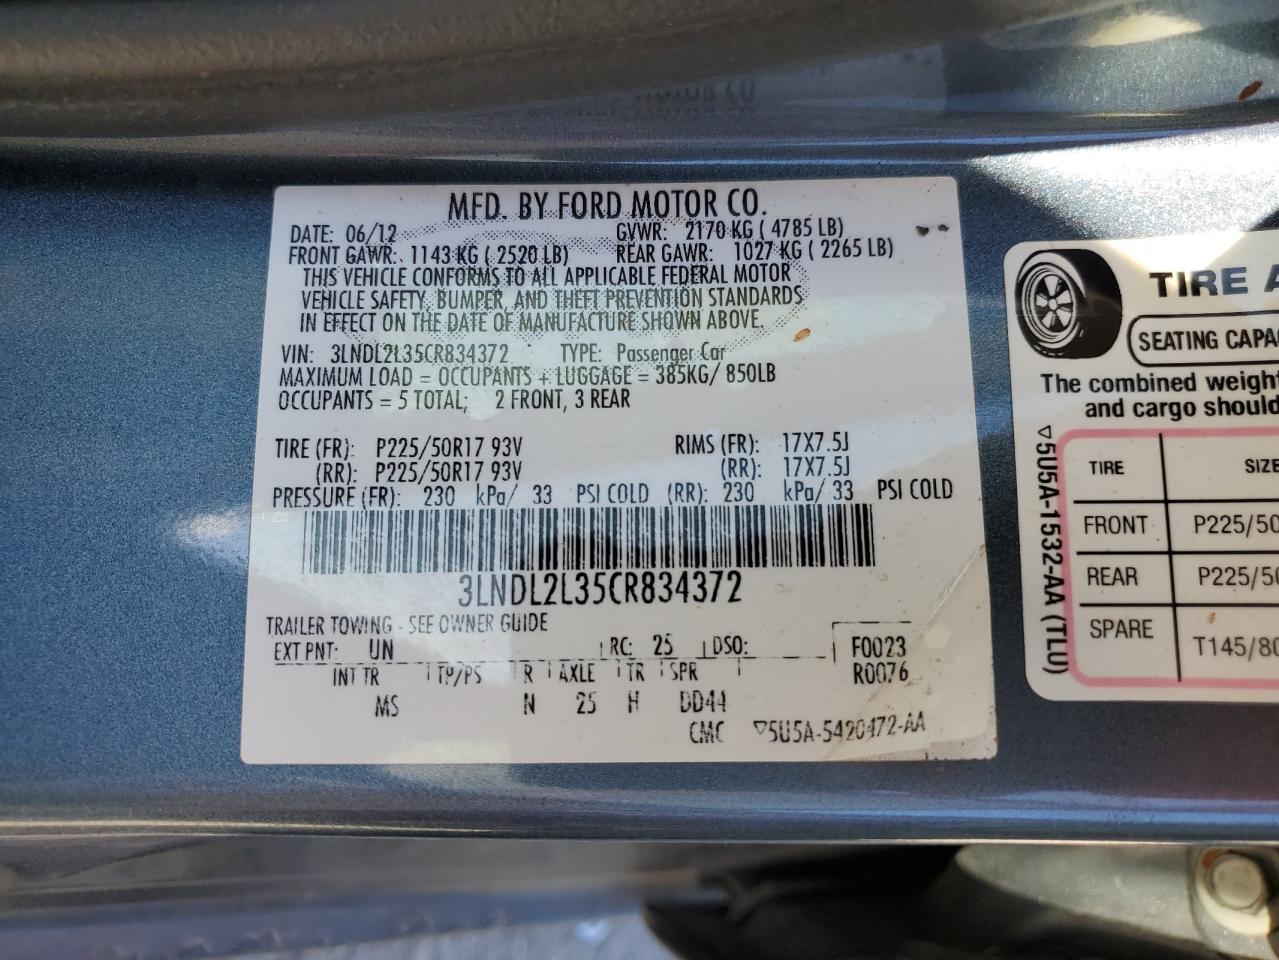 MFD. BY FORD MOTOR CO.
DATE: 06/12 GVWR: 2170 KG ( 4785 LB)
FRONT GAWR: 1143 KG ( 2520 LB) REAR GAWR: 1027 KG ( 2265 LB)
THIS VEHICLE CONFORMS TO ALL APPLICABLE FEDERAL MOTOR
VEHICLE SAFETY, BUMPER, AND THEFT PREVENTION STANDARDS
IN EFFECT ON THE DATE OF MANUFACTURE SHOWN ABOVE.
VIN: 3LNDL2L35CR834372 TYPE: Passenger Car
MAXIMUM LOAD = OCCUPANTS + LUGGAGE = 385KG/ 850LB
OCCUPANTS = 5 TOTAL; 2 FRONT, 3 REAR
TIRE (FR): P225/50R17 93V RIMS (FR): 17X7.5J
(RR): P225/50R17 93V (RR): 17X7.5J
PRESSURE (FR): 230 kPa/ 33 PSI COLD (RR): 230 kPa/ 33 PSI COLD
3LNDL2L35CR834372
TRAILER TOWING - SEE OWNER GUIDE
EXT PNT: UN RC: 25 DSO: F0023
INT TR TP/PS R AXLE TR SPR R0076
MS N 25 H DD44
CMC ▽5U5A-5420472-AA
TIRE A
SEATING CAPA
The combined weight
and cargo should
▽5U5A-1532-AA (TLU)
TIRE SIZE
FRONT P225/50
REAR P225/50
SPARE T145/80